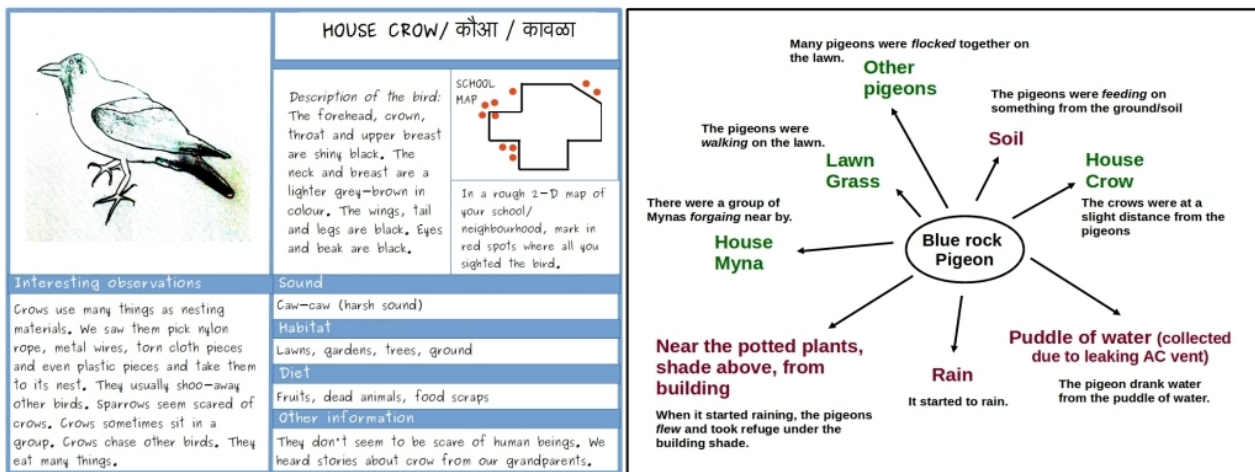 HOUSE CROW/ कौआ / कावळा
Description of the bird:
The forehead, crown,
throat and upper breast
are shiny black. The
neck and breast are a
lighter grey-brown in
colour. The wings, tail
and legs are black. Eyes
and beak are black.
SCHOOL
MAP
In a rough 2-D map of
your school/
neighbourhood, mark in
red spots where all you
sighted the bird.
Interesting observations
Crows use many things as nesting
materials. We saw them pick nylon
rope, metal wires, torn cloth pieces
and even plastic pieces and take them
to its nest. They usually shoo-away
other birds. Sparrows seem scared of
crows. Crows sometimes sit in a
group. Crows chase other birds. They
eat many things.
Sound
Caw-caw (harsh sound)
Habitat
Lawns, gardens, trees, ground
Diet
Fruits, dead animals, food scraps
Other information
They don't seem to be scare of human beings. We
heard stories about crow from our grandparents.
Many pigeons were flocked together on
the lawn.
Other
pigeons
The pigeons were feeding on
something from the ground/soil
Soil
The pigeons were
walking on the lawn.
Lawn
Grass
House
Crow
The crows were at a
slight distance from the
pigeons
There were a group of
Mynas forgaing near by.
House
Myna
Blue rock
Pigeon
Near the potted plants,
shade above, from
building
When it started raining, the pigeons
flew and took refuge under the
building shade.
Rain
It started to rain.
Puddle of water (collected
due to leaking AC vent)
The pigeon drank water
from the puddle of water.